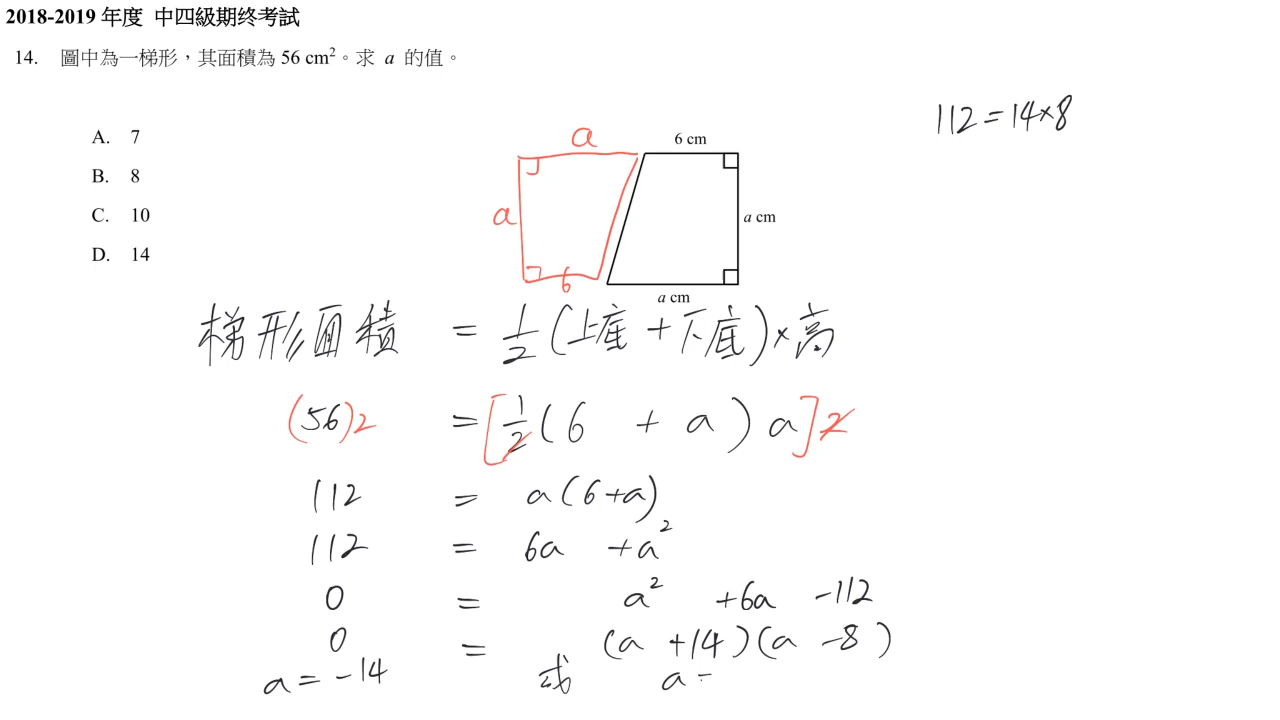 2018-2019 年度 中四級期終考試
14. 圖中為一梯形，其面積為 56 cm²。求 a 的值。
112 = 14×8
A. 7
B. 8
C. 10
D. 14
a
6 cm
a
a cm
6
a cm
梯形面積 = 1/2 (上底 + 下底) × 高
(56)2 = [1/2 (6 + a) a] 2
112 = a(6+a)
112 = 6a + a²
0 = a² + 6a - 112
0 = (a + 14)(a - 8)
a = -14 或 a =